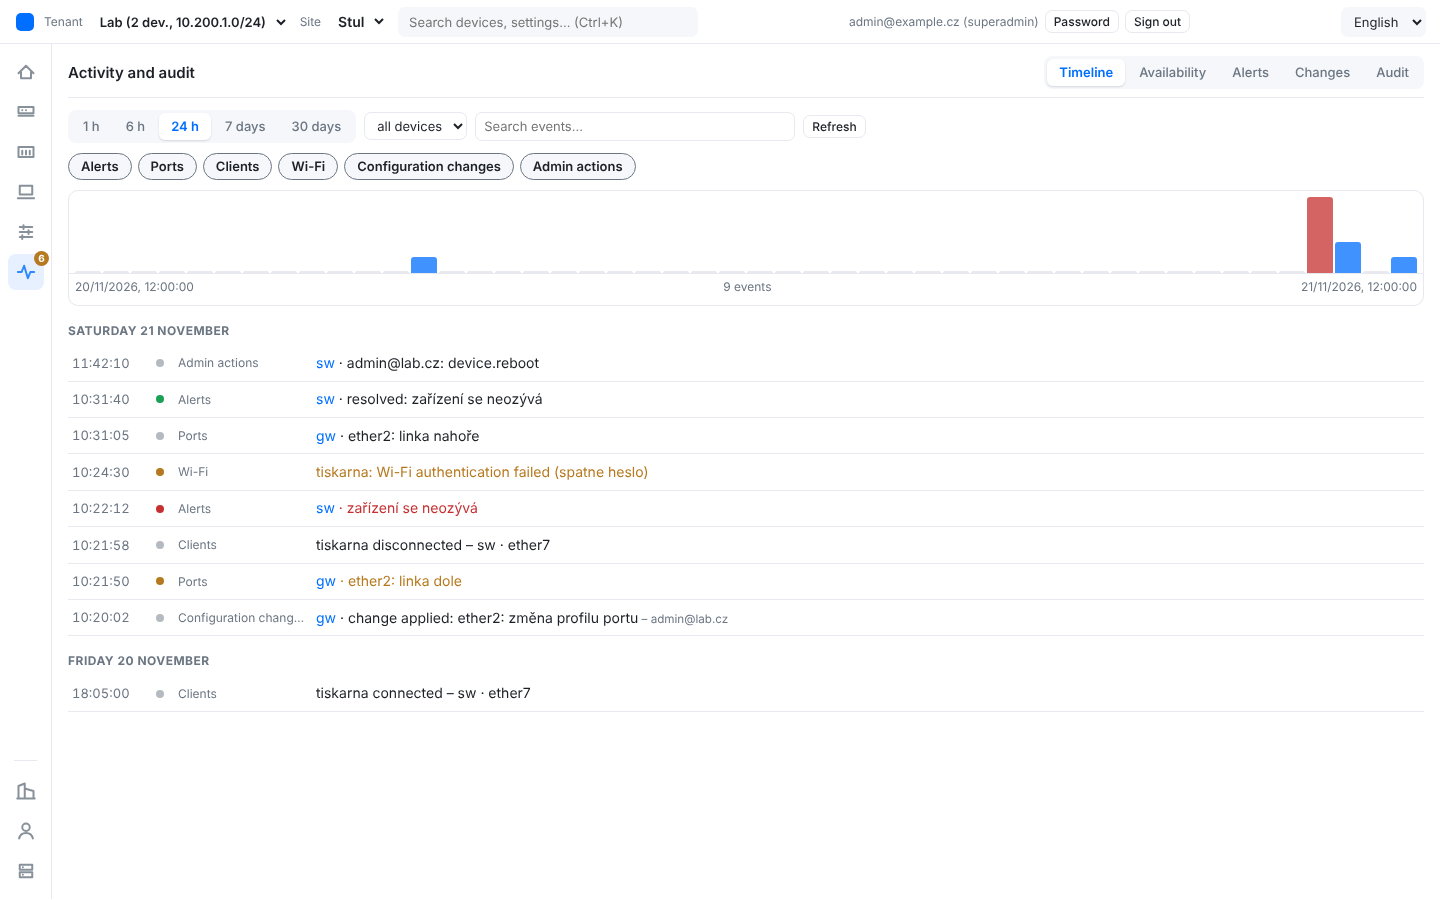 Tenant Lab (2 dev., 10.200.1.0/24) Site Stul Search devices, settings... (Ctrl+K) admin@example.cz (superadmin) Password Sign out English
Activity and audit Timeline Availability Alerts Changes Audit
1 h 6 h 24 h 7 days 30 days all devices Search events... Refresh
Alerts Ports Clients Wi-Fi Configuration changes Admin actions
6
20/11/2026, 12:00:00 9 events 21/11/2026, 12:00:00
SATURDAY 21 NOVEMBER
11:42:10 Admin actions sw · admin@lab.cz: device.reboot
10:31:40 Alerts sw · resolved: zařízení se neozývá
10:31:05 Ports gw · ether2: linka nahoře
10:24:30 Wi-Fi tiskarna: Wi-Fi authentication failed (spatne heslo)
10:22:12 Alerts sw · zařízení se neozývá
10:21:58 Clients tiskarna disconnected – sw · ether7
10:21:50 Ports gw · ether2: linka dole
10:20:02 Configuration chang... gw · change applied: ether2: změna profilu portu – admin@lab.cz
FRIDAY 20 NOVEMBER
18:05:00 Clients tiskarna connected – sw · ether7